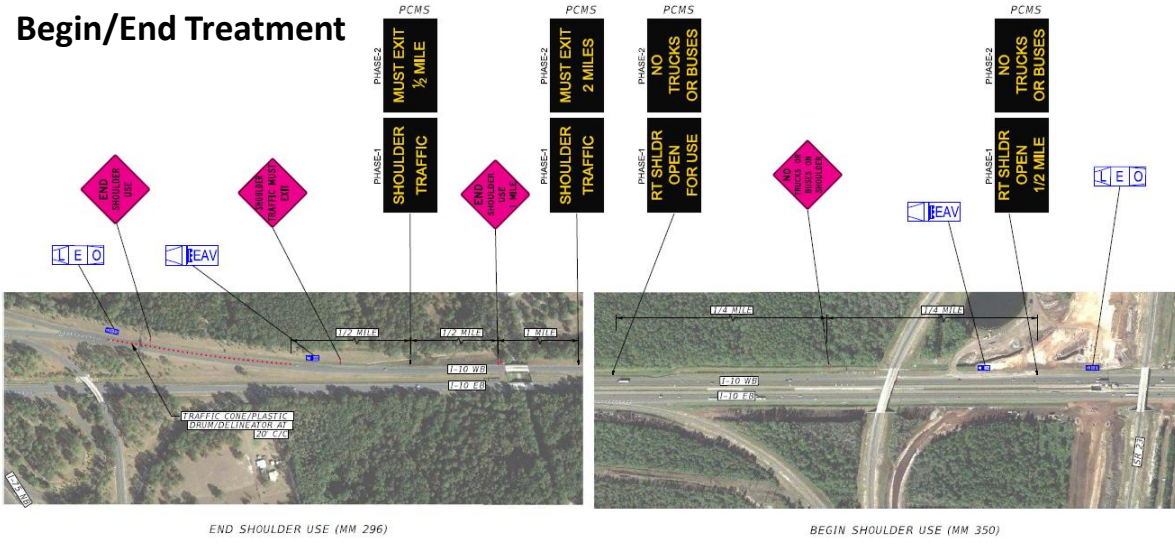 Begin/End Treatment
PCMS
PHASE-2
MUST EXIT
½ MILE
PHASE-1
SHOULDER
TRAFFIC
PCMS
PHASE-2
MUST EXIT
2 MILES
PHASE-1
SHOULDER
TRAFFIC
PHASE-2
NO
TRUCKS
OR BUSES
PHASE-1
RT SHLDR
OPEN
FOR USE
PCMS
PHASE-2
NO
TRUCKS
OR BUSES
PHASE-1
RT SHLDR
OPEN
1/2 MILE
END
SHOULDER
USE
SHOULDER
TRAFFIC MUST
EXIT
END
SHOULDER
USE
1 MILE
NO
TRUCKS OR
BUSES ON
SHOULDER
L E O
EAV
EAV
L E O
1/2 MILE
1/2 MILE
1 MILE
I-10 WB
I-10 EB
TRAFFIC CONE/PLASTIC
DRUM/DELINEATOR AT
20' C/C
I-75 NB
1/4 MILE
1/4 MILE
I-10 WB
I-10 EB
SR 23
END SHOULDER USE (MM 296)
BEGIN SHOULDER USE (MM 350)